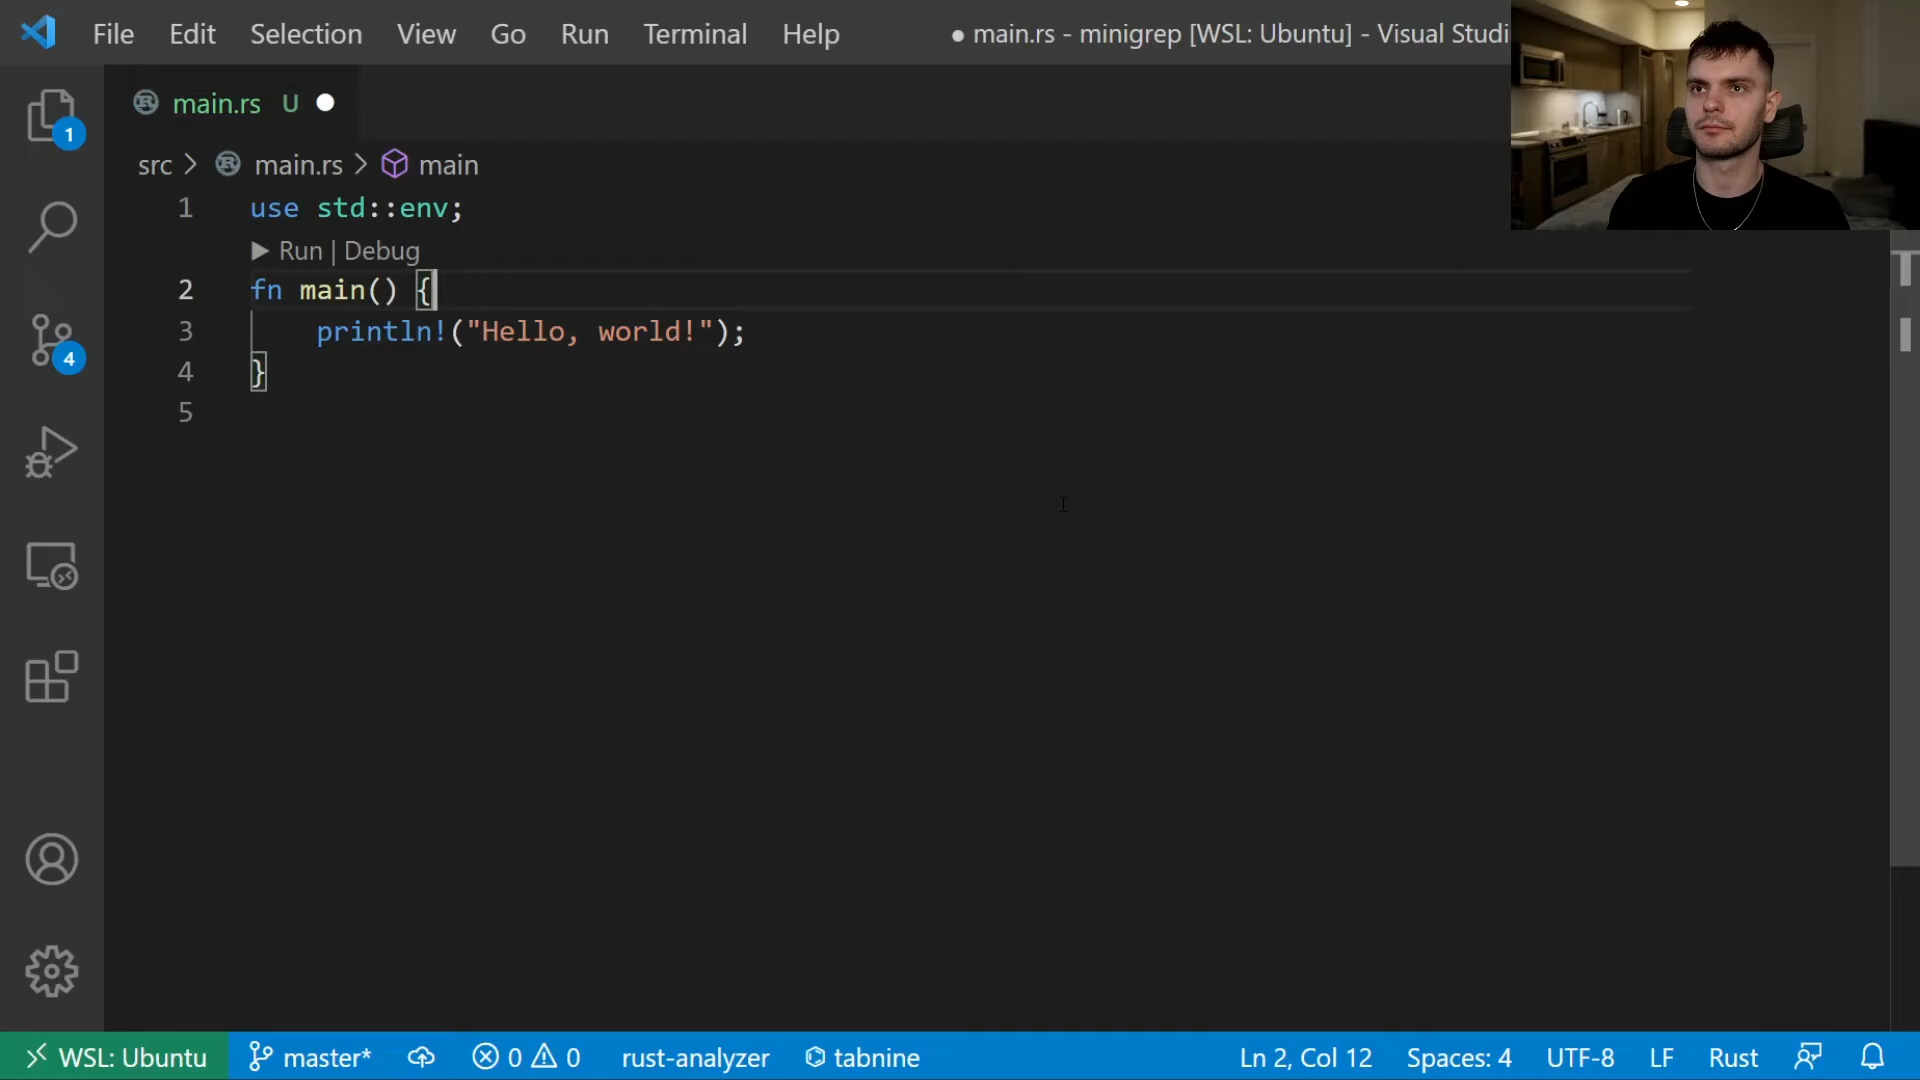 File Edit Selection View Go Run Terminal Help ● main.rs - minigrep [WSL: Ubuntu] - Visual Studi
main.rs U ●
src > main.rs > main
1 use std::env;
▶ Run | Debug
2 fn main() {
3 println!("Hello, world!");
4 }
5
1
4
WSL: Ubuntu master* 0 0 rust-analyzer tabnine Ln 2, Col 12 Spaces: 4 UTF-8 LF Rust